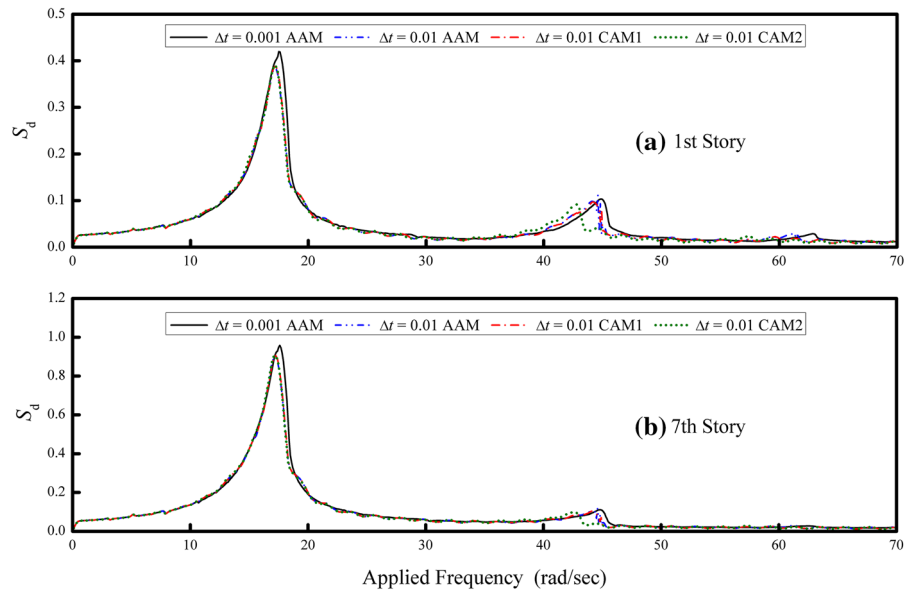 0.5
0.4
0.3
0.2
0.1
0.0
S_d
Δt = 0.001 AAM Δt = 0.01 AAM Δt = 0.01 CAM1 Δt = 0.01 CAM2
(a) 1st Story
0 10 20 30 40 50 60 70
1.2
1.0
0.8
0.6
0.4
0.2
0.0
S_d
Δt = 0.001 AAM Δt = 0.01 AAM Δt = 0.01 CAM1 Δt = 0.01 CAM2
(b) 7th Story
0 10 20 30 40 50 60 70
Applied Frequency (rad/sec)